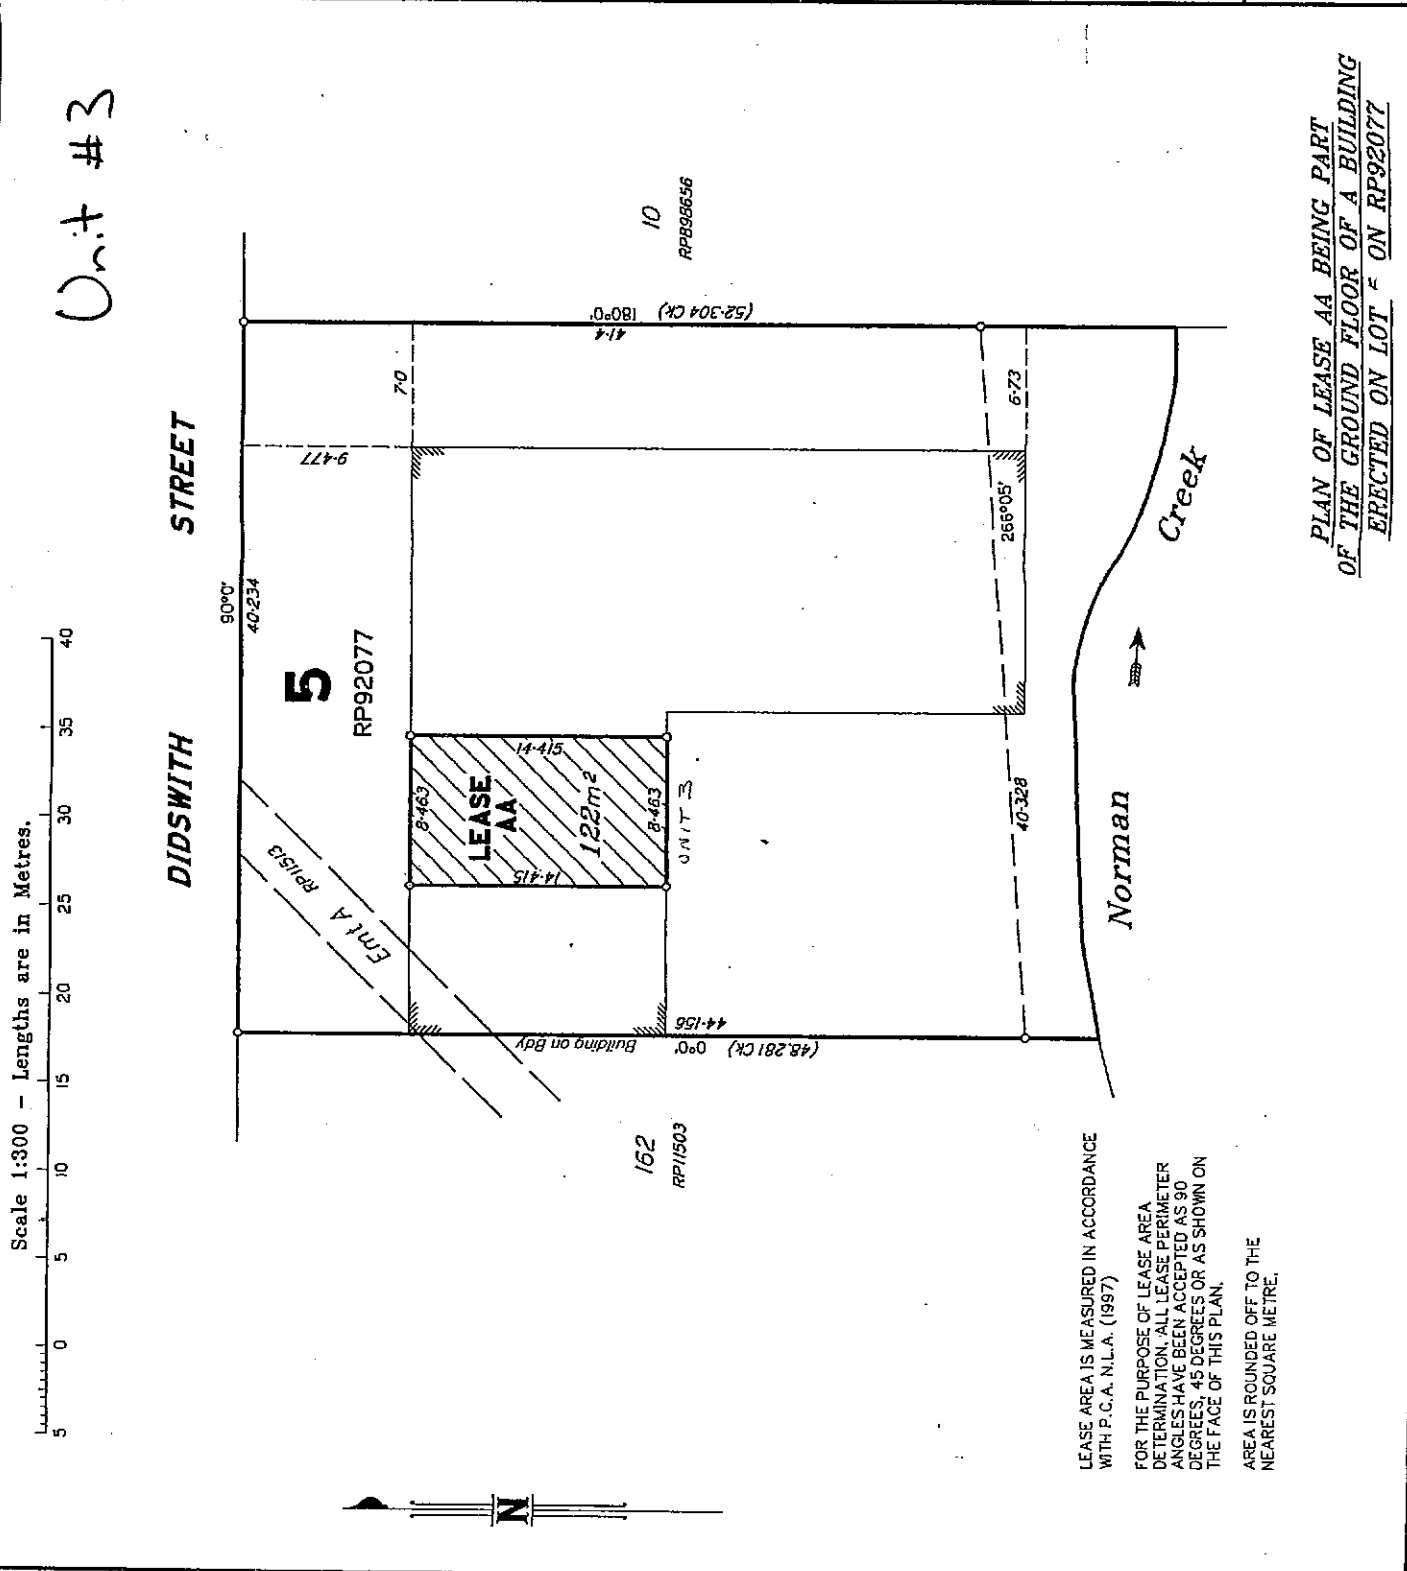 Unit #3
Scale 1:300 - Lengths are in Metres.
5 0 5 10 15 20 25 30 35 40
DIDSWITH STREET
90°0'
40·234
5
RP92077
Emt A RP11513
9·477
7·0
41·4
180°0' (52·304 Ck)
10
RP898656
LEASE
AA
122m²
8·463
14·415
8·463
14·415
UNIT 3
Building on Bdy
44·156
0°0' (48.281 Ck)
162
RP11503
6·73
266°05'
40·328
Norman Creek
N
LEASE AREA IS MEASURED IN ACCORDANCE
WITH P.C.A. N.L.A. (1997)
FOR THE PURPOSE OF LEASE AREA
DETERMINATION, ALL LEASE PERIMETER
ANGLES HAVE BEEN ACCEPTED AS 90
DEGREES, 45 DEGREES OR AS SHOWN ON
THE FACE OF THIS PLAN.
AREA IS ROUNDED OFF TO THE
NEAREST SQUARE METRE.
PLAN OF LEASE AA BEING PART
OF THE GROUND FLOOR OF A BUILDING
ERECTED ON LOT ON RP92077